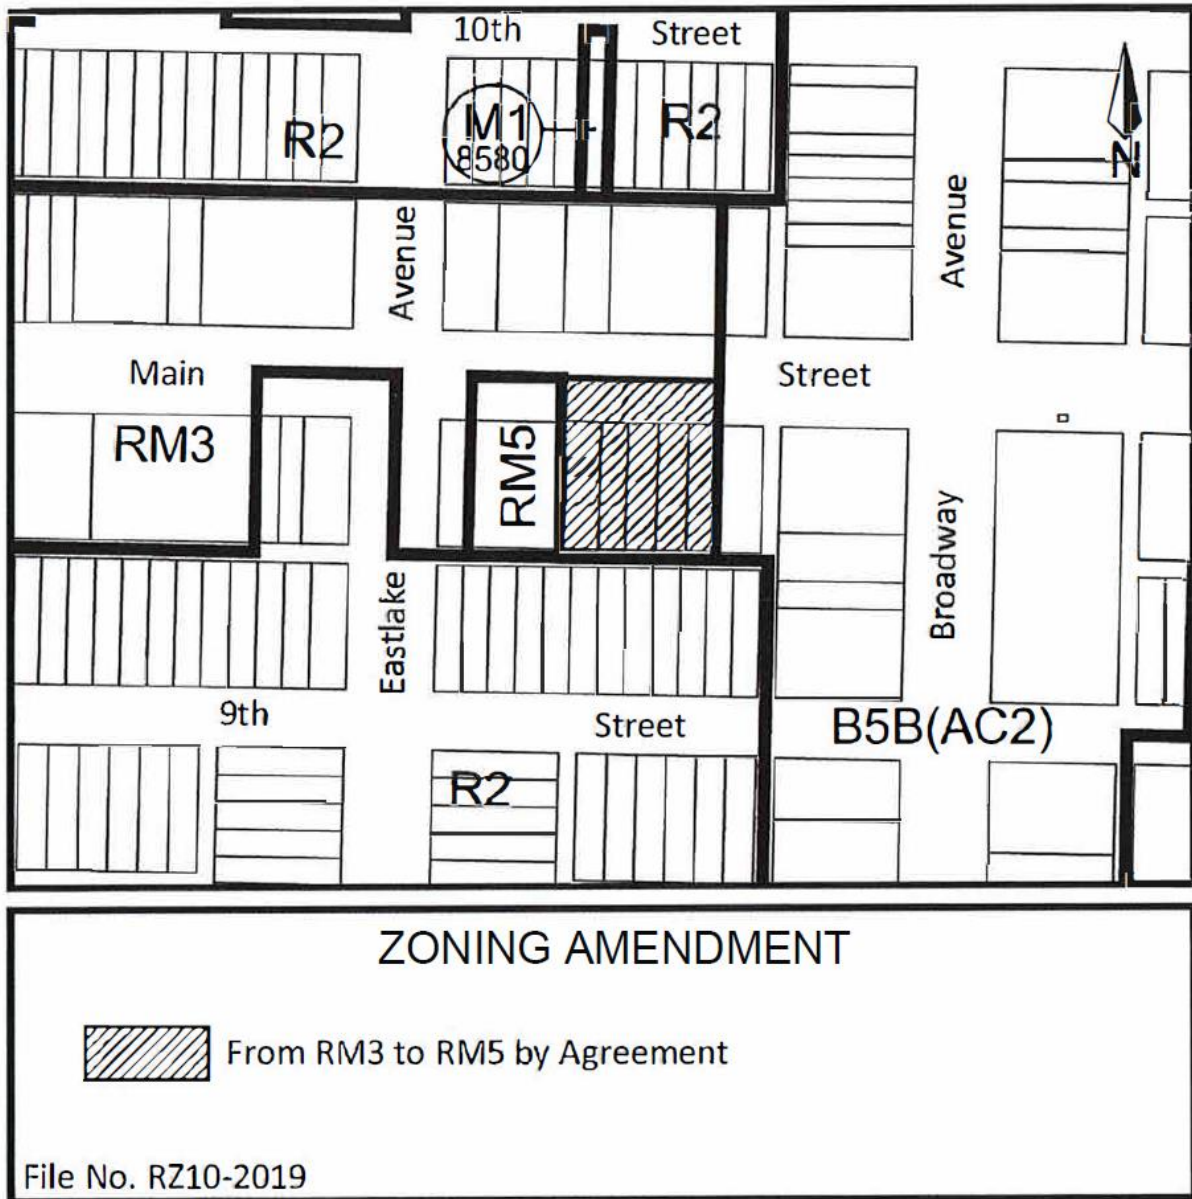 10th Street
R2
M1
8580
R2
N
Avenue
Avenue
Main
Street
RM3
RM5
Eastlake
Broadway
9th
Street
B5B(AC2)
R2
ZONING AMENDMENT
From RM3 to RM5 by Agreement
File No. RZ10-2019